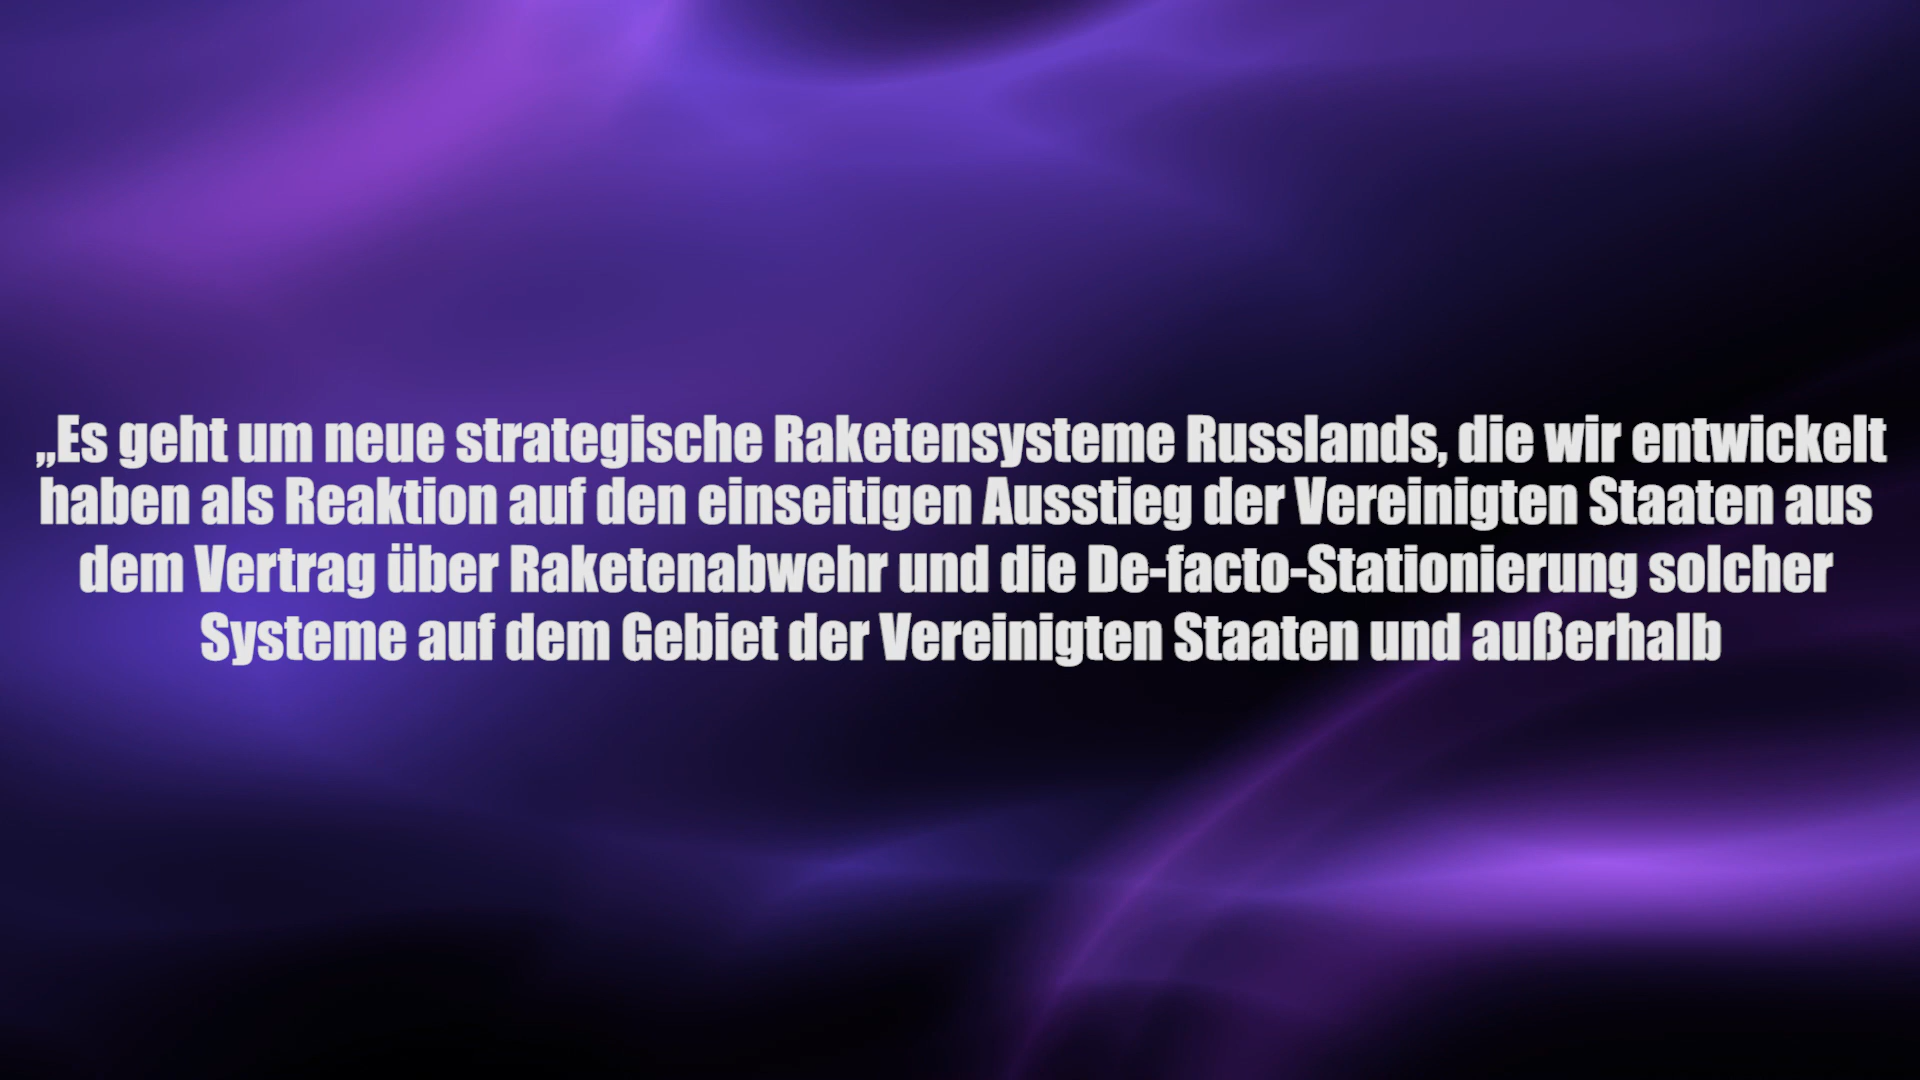 „Es geht um neue strategische Raketensysteme Russlands, die wir entwickelt
haben als Reaktion auf den einseitigen Ausstieg der Vereinigten Staaten aus
dem Vertrag über Raketenabwehr und die De-facto-Stationierung solcher
Systeme auf dem Gebiet der Vereinigten Staaten und außerhalb